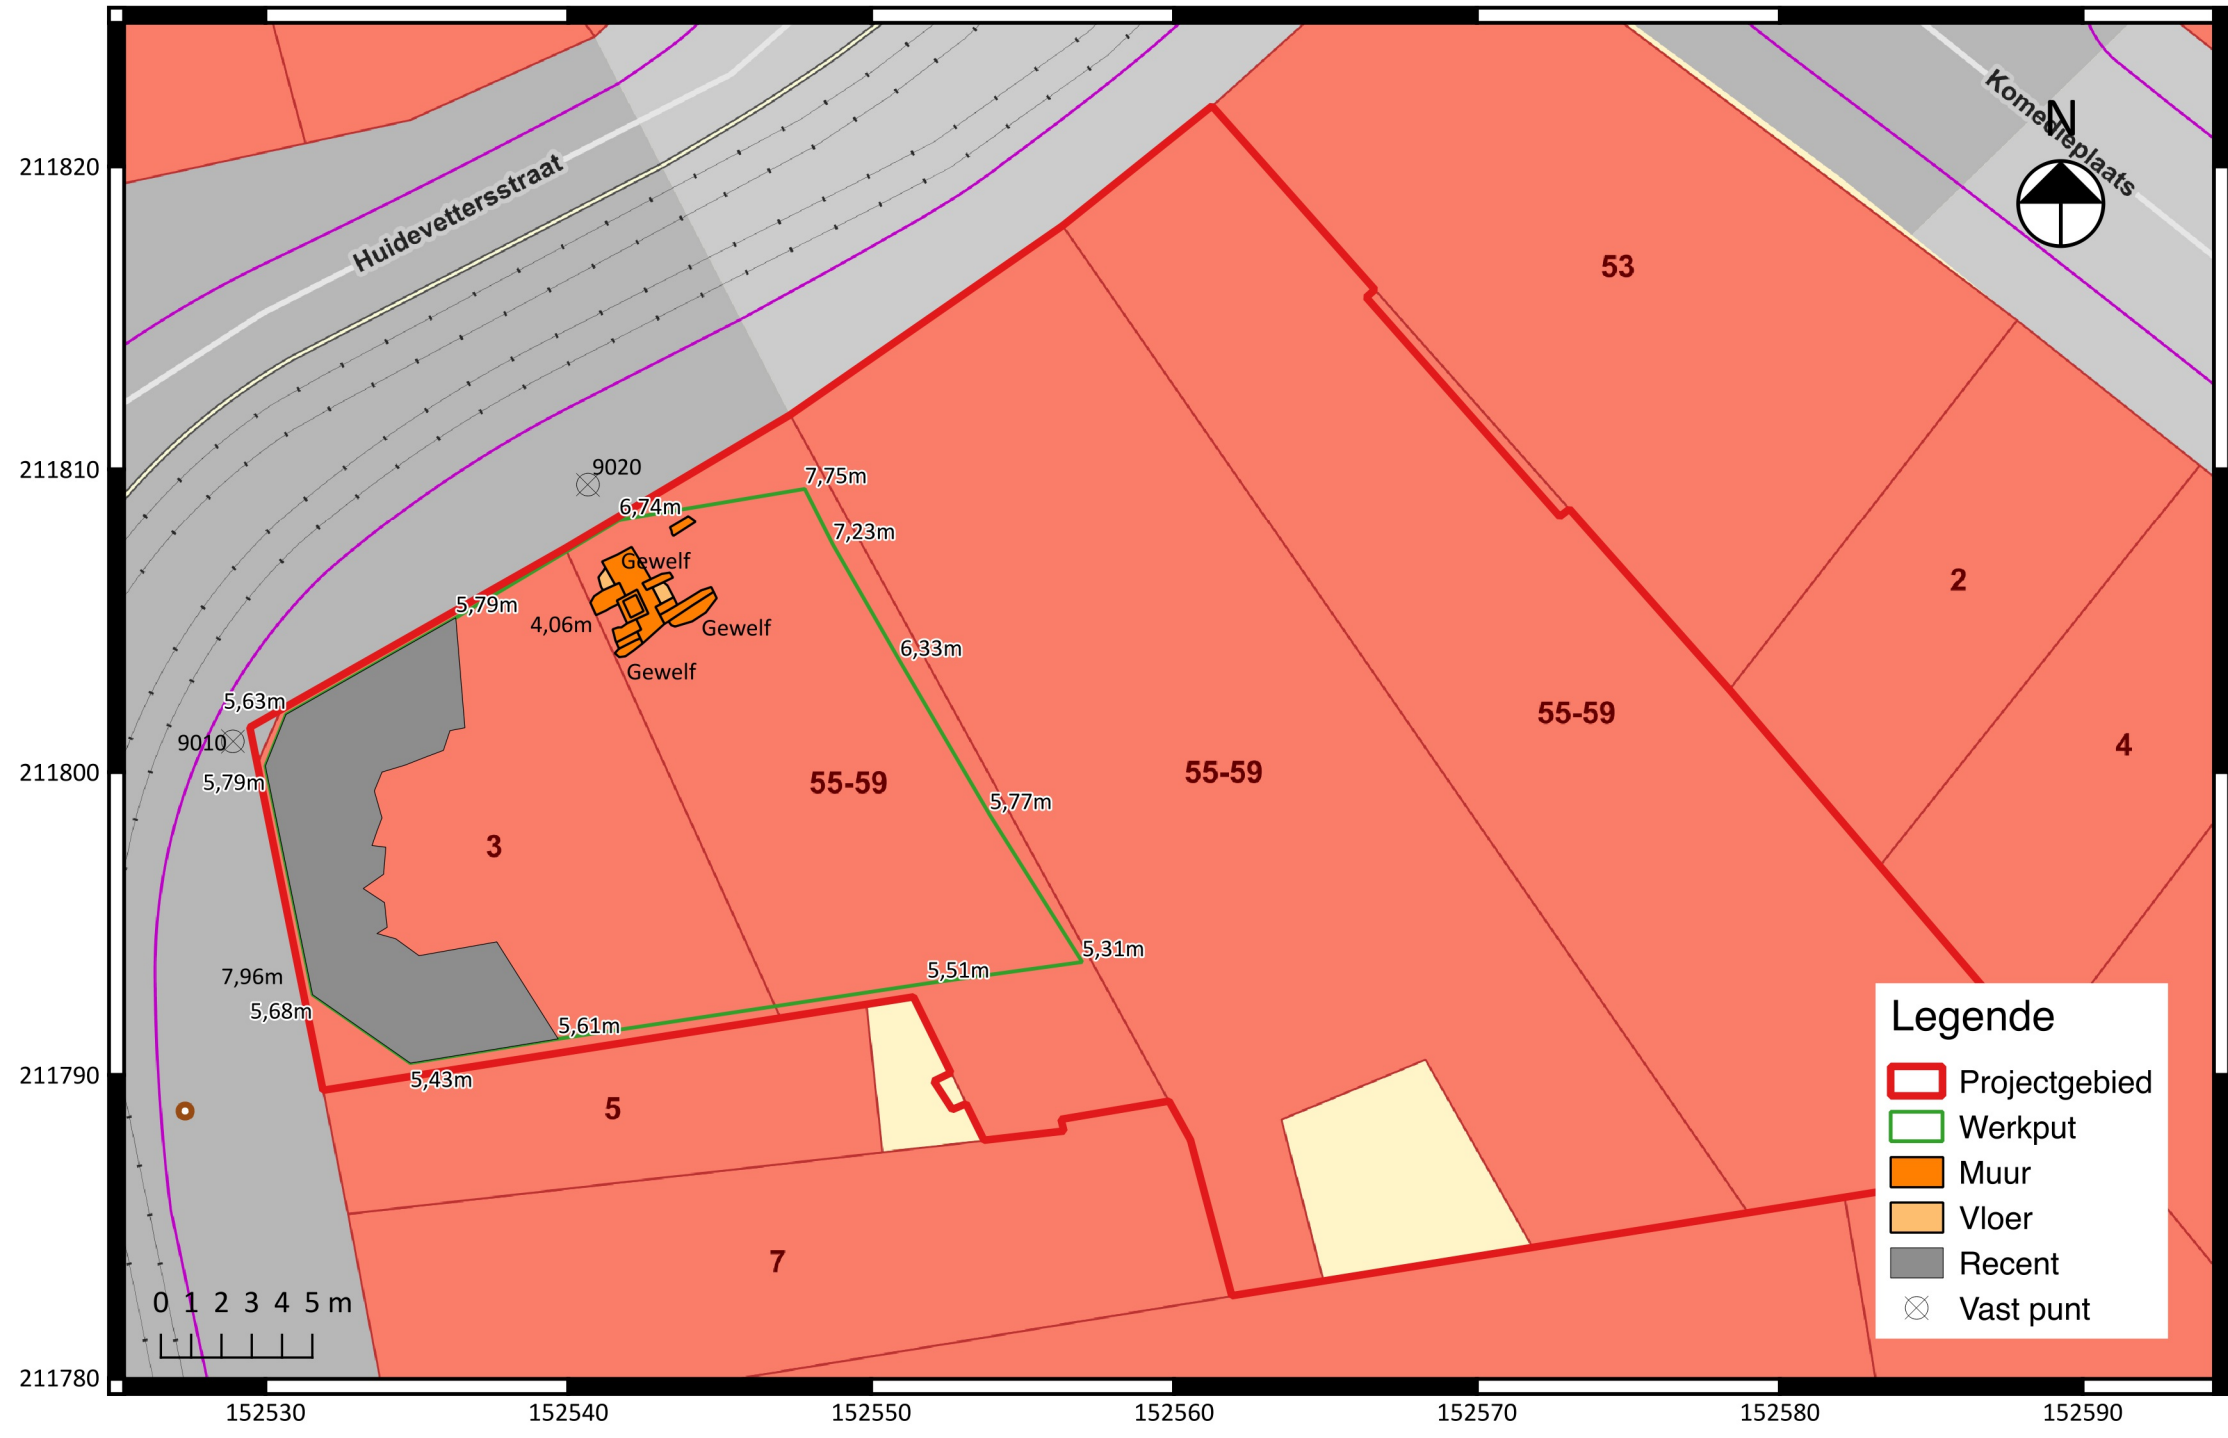 Huidevettersstraat
Komedieplaats
N
211820
53
211810
9020
7,75m
6,74m
7,23m
Gewelf
2
5,79m
4,06m
Gewelf
6,33m
Gewelf
5,63m
55-59
9010
4
211800
5,79m
55-59
55-59
5,77m
3
5,31m
5,51m
7,96m
5,68m
5,61m
211790
5,43m
5
7
0 1 2 3 4 5 m
Legende
Projectgebied
Werkput
Muur
Vloer
Recent
Vast punt
211780
152530
152540
152550
152560
152570
152580
152590